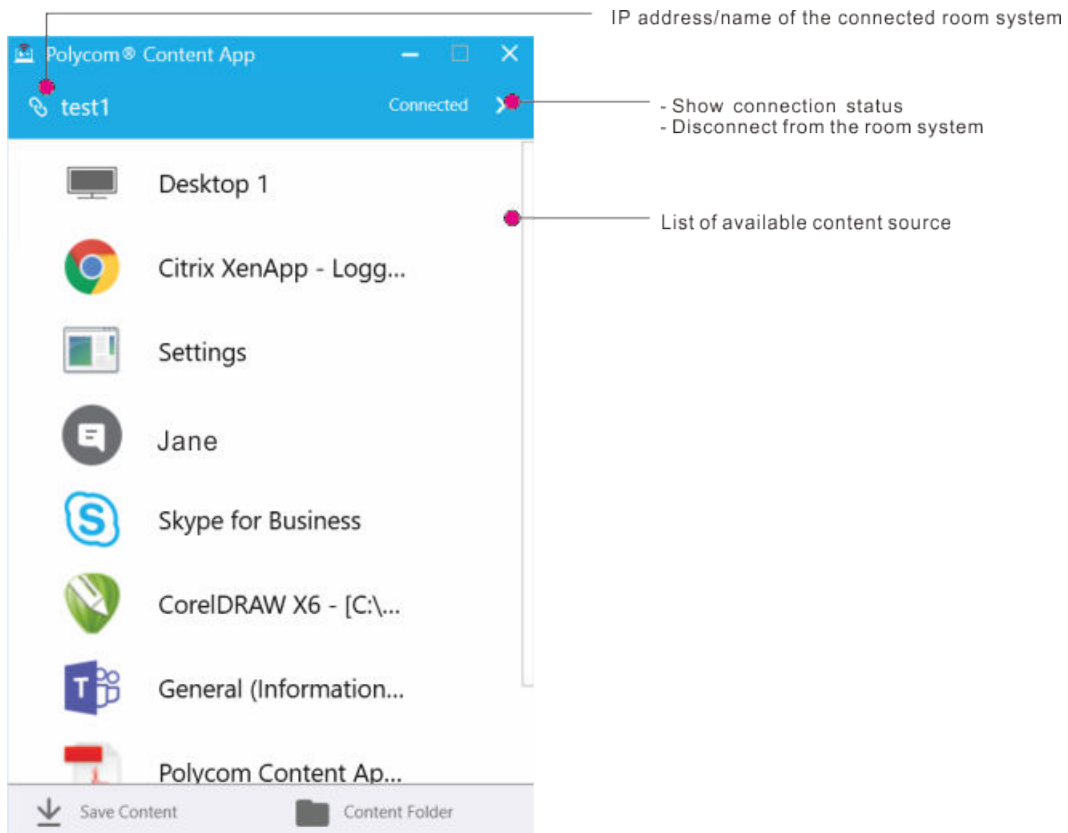 IP address/name of the connected room system
Polycom® Content App
test1
Connected
- Show connection status
- Disconnect from the room system
Desktop 1
List of available content source
Citrix XenApp - Logg...
Settings
Jane
S
Skype for Business
CorelDRAW X6 - [C:\...
T
General (Information...
Polycom Content Ap...
Save Content
Content Folder